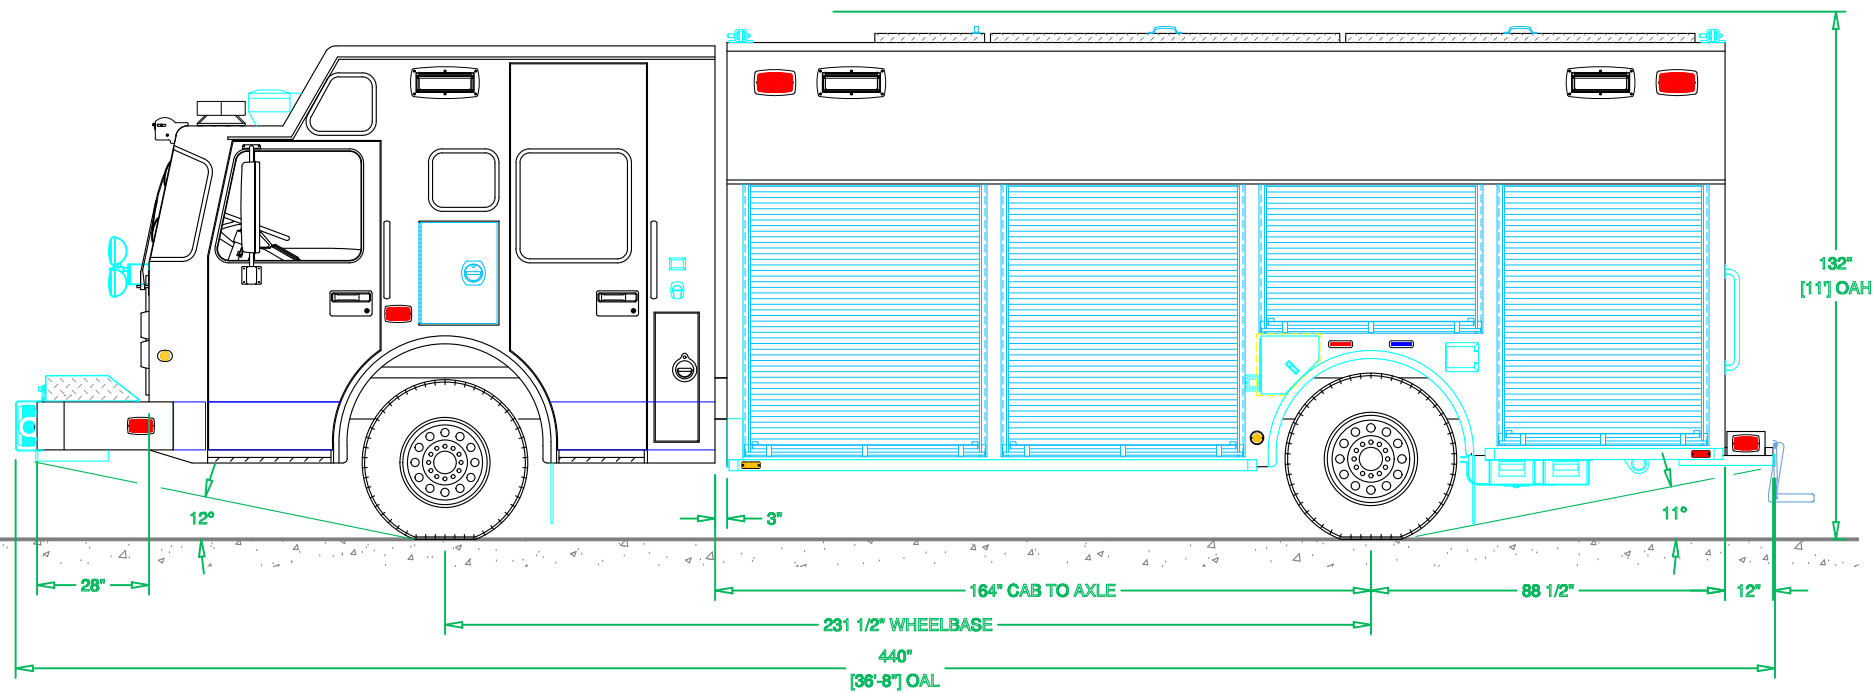 132"
[11'] OAH
12°
3"
11°
28"
164" CAB TO AXLE
88 1/2"
12"
231 1/2" WHEELBASE
440"
[36'-8"] OAL